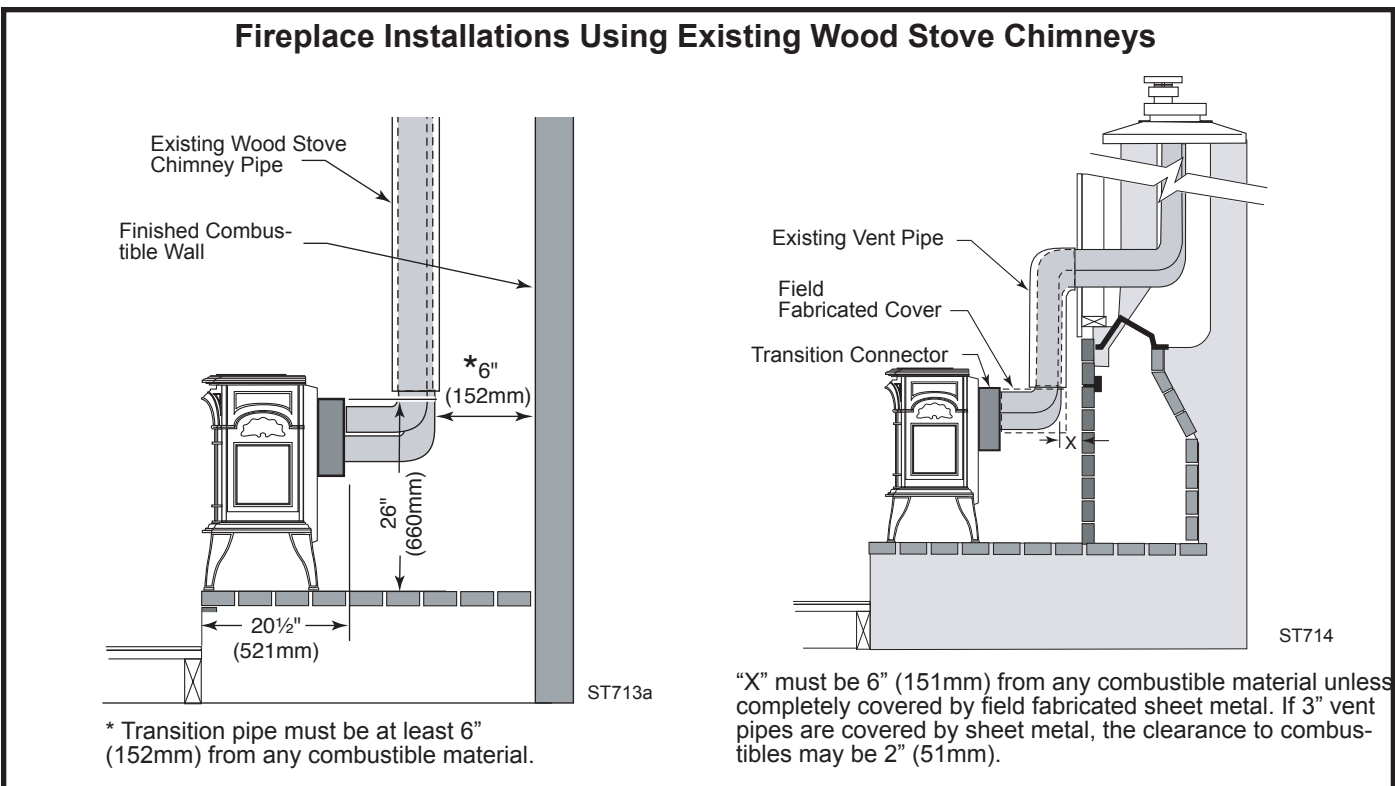 Fireplace Installations Using Existing Wood Stove Chimneys
Existing Wood Stove
Chimney Pipe
Finished Combus-
tible Wall
*6"
(152mm)
26"
(660mm)
20½"
(521mm)
ST713a
* Transition pipe must be at least 6”
(152mm) from any combustible material.
Existing Vent Pipe
Field
Fabricated Cover
Transition Connector
X
ST714
“X” must be 6” (151mm) from any combustible material unless
completely covered by field fabricated sheet metal. If 3” vent
pipes are covered by sheet metal, the clearance to combus-
tibles may be 2” (51mm).